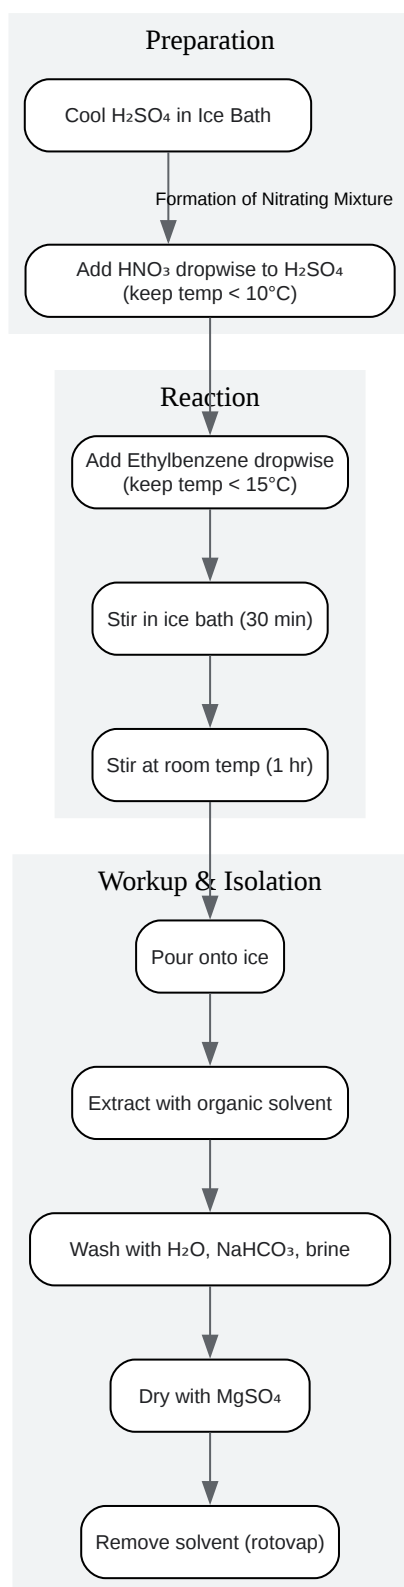 Preparation
Cool H₂SO₄ in Ice Bath
Formation of Nitrating Mixture
Add HNO₃ dropwise to H₂SO₄
(keep temp < 10°C)
Reaction
Add Ethylbenzene dropwise
(keep temp < 15°C)
Stir in ice bath (30 min)
Stir at room temp (1 hr)
Workup & Isolation
Pour onto ice
Extract with organic solvent
Wash with H₂O, NaHCO₃, brine
Dry with MgSO₄
Remove solvent (rotovap)